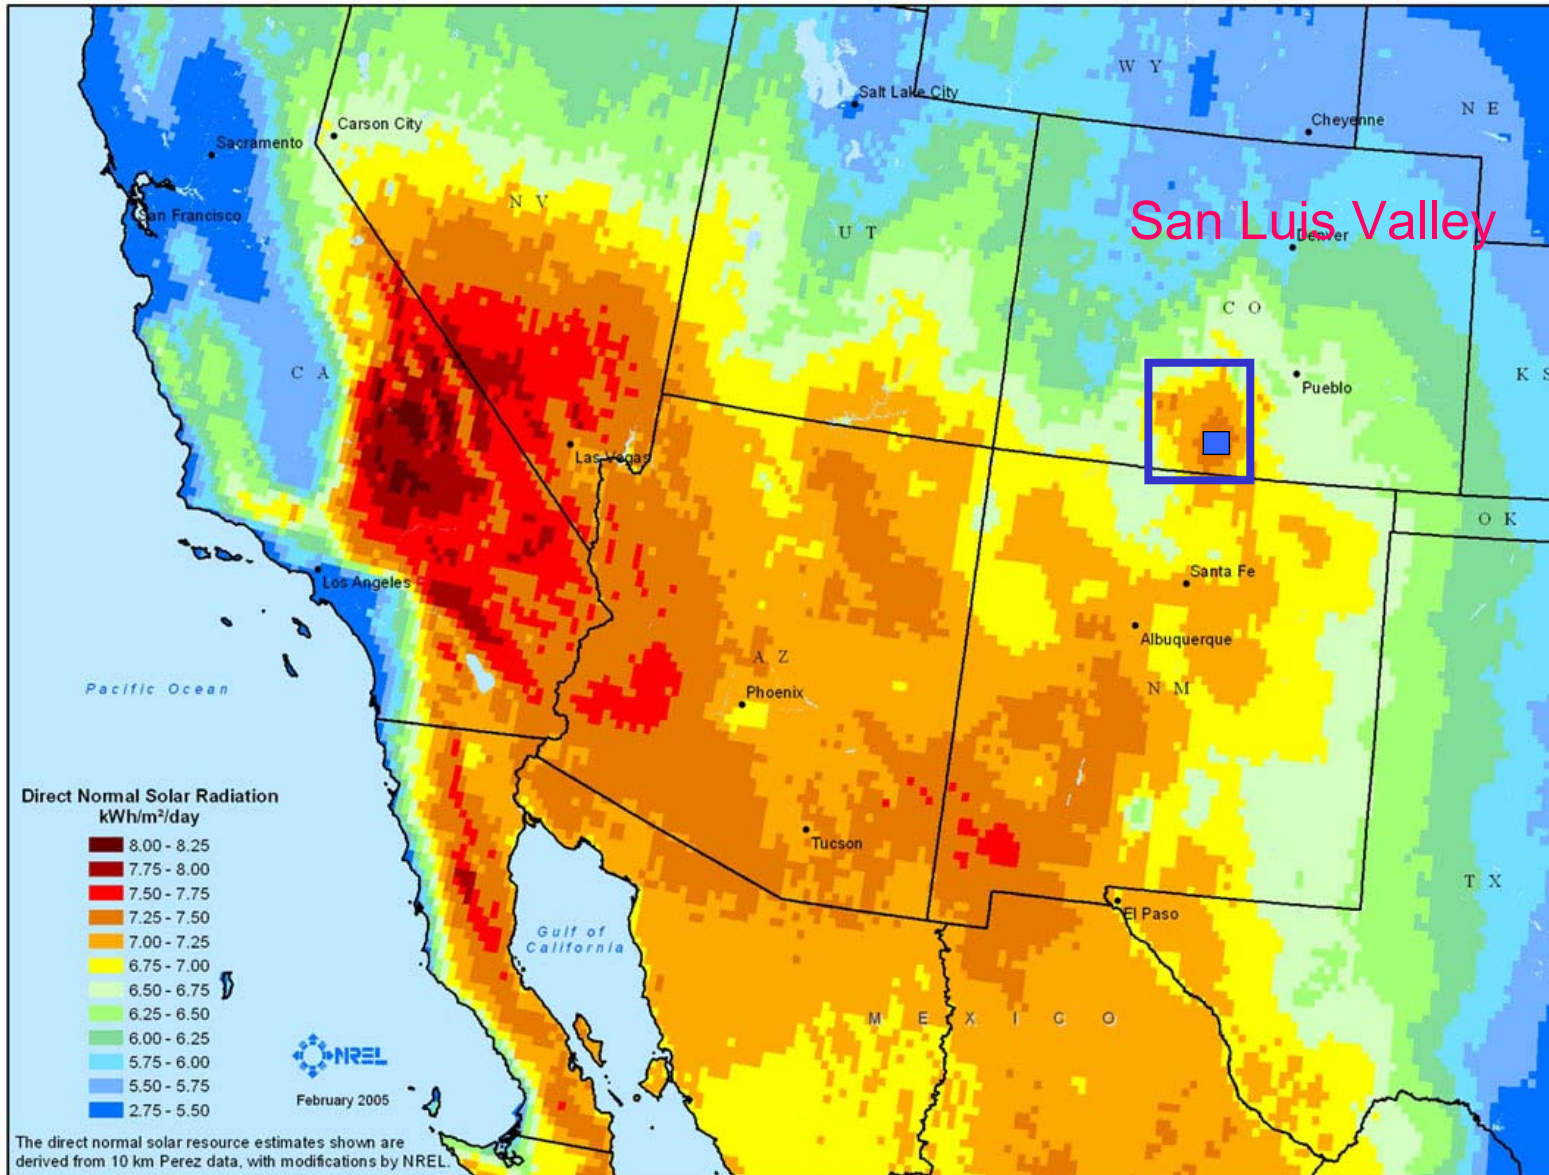 W Y
Salt Lake City
N E
Cheyenne
Carson City
Sacramento
San Francisco
N V
San Luis Valley
U T
Denver
C O
C A
K S
Pueblo
Las Vegas
O K
Santa Fe
Los Angeles
Albuquerque
A Z
Pacific Ocean
N M
Phoenix
Direct Normal Solar Radiation
kWh/m²/day
8.00 - 8.25
7.75 - 8.00
7.50 - 7.75
7.25 - 7.50
7.00 - 7.25
6.75 - 7.00
6.50 - 6.75
6.25 - 6.50
6.00 - 6.25
5.75 - 6.00
5.50 - 5.75
2.75 - 5.50
Tucson
T X
El Paso
Gulf of
California
M E X I C O
NREL
February 2005
The direct normal solar resource estimates shown are
derived from 10 km Perez data, with modifications by NREL.